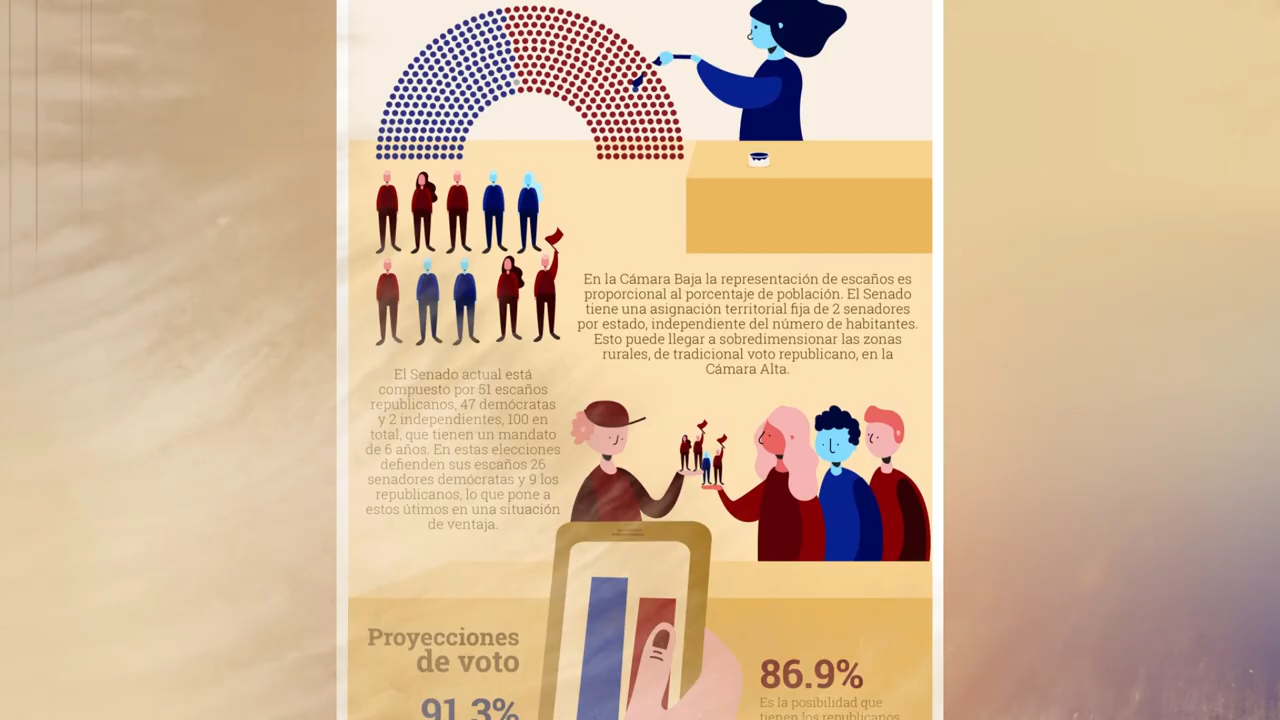 En la Cámara Baja la representación de escaños es
proporcional al porcentaje de población. El Senado
tiene una asignación territorial fija de 2 senadores
por estado, independiente del número de habitantes.
Esto puede llegar a sobredimensionar las zonas
rurales, de tradicional voto republicano, en la
Cámara Alta.
El Senado actual está
compuesto por 51 escaños
republicanos, 47 demócratas
y 2 independientes, 100 en
total, que tienen un mandato
de 6 años. En estas elecciones
defienden sus escaños 26
senadores demócratas y 9 los
republicanos, lo que pone a
estos útimos en una situación
de ventaja.
Proyecciones
de voto
91.3%
86.9%
Es la posibilidad que
tienen los republicanos